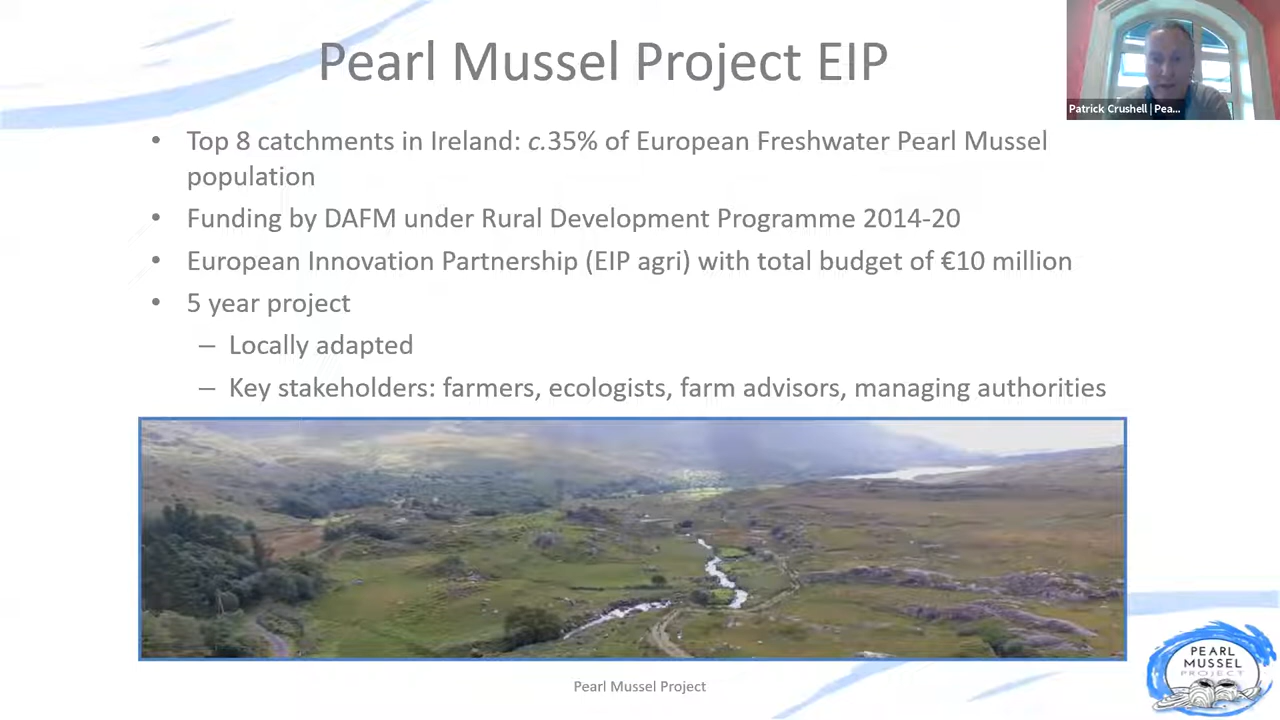 Pearl Mussel Project EIP
Patrick Crushell | Pea...
• Top 8 catchments in Ireland: c.35% of European Freshwater Pearl Mussel
population
• Funding by DAFM under Rural Development Programme 2014-20
• European Innovation Partnership (EIP agri) with total budget of €10 million
• 5 year project
– Locally adapted
– Key stakeholders: farmers, ecologists, farm advisors, managing authorities
PEARL
MUSSEL
PROJECT
Pearl Mussel Project